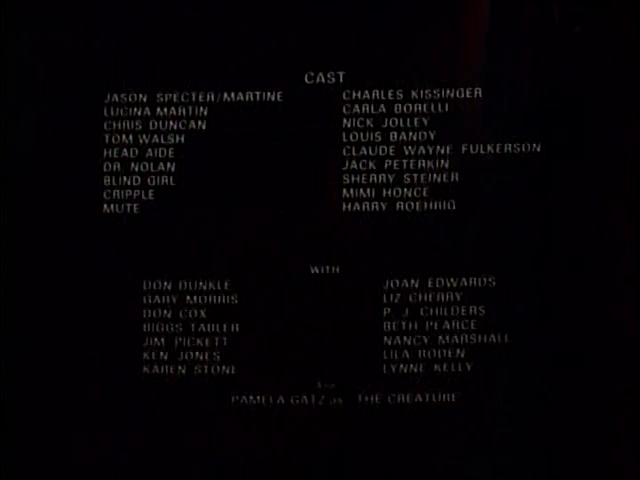 CAST
JASON SPECTER/MARTINE CHARLES KISSINGER
LUCINA MARTIN CARLA BORELLI
CHRIS DUNCAN NICK JOLLEY
TOM WALSH LOUIS BANDY
HEAD AIDE CLAUDE WAYNE FULKERSON
DR. NOLAN JACK PETERKIN
BLIND GIRL SHERRY STEINER
CRIPPLE MIMI HONCE
MUTE HARRY ROEHRIG
WITH
DON DUNKLE JOAN EDWARDS
GARY MORRIS LIZ CHERRY
DON COX P. J. CHILDERS
BIGGS TABLER BETH PEARCE
JIM PICKETT NANCY MARSHALL
KEN JONES LILA BODEN
KAREN STONE LYNNE KELLY
And
PAMELA GATZ as "THE CREATURE"